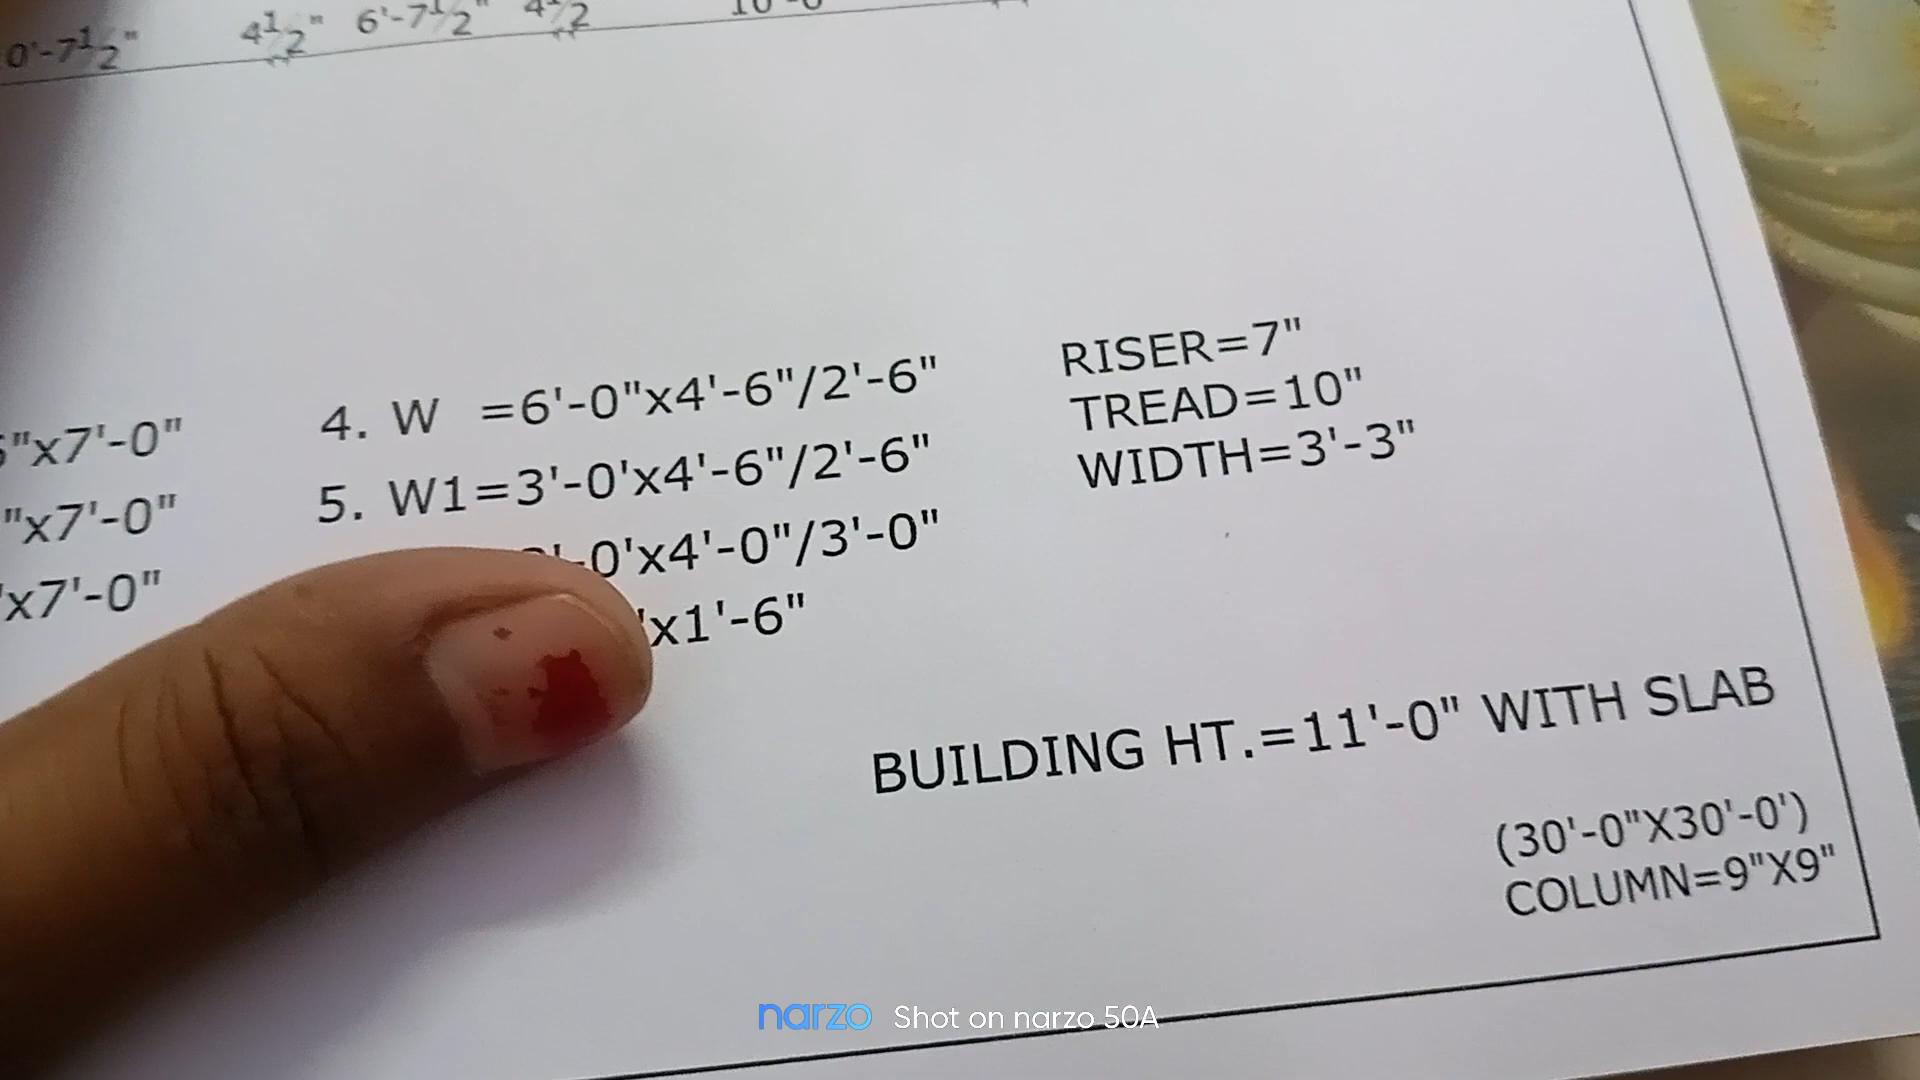 0'-7½" 4½" 6'-7½" 4½
"x7'-0" 4. W =6'-0"x4'-6"/2'-6" RISER=7"
"x7'-0" 5. W1=3'-0'x4'-6"/2'-6" TREAD=10"
'x7'-0" -0'x4'-0"/3'-0" WIDTH=3'-3"
'x1'-6"
BUILDING HT.=11'-0" WITH SLAB
(30'-0"X30'-0')
COLUMN=9"X9"
narzo Shot on narzo 50A